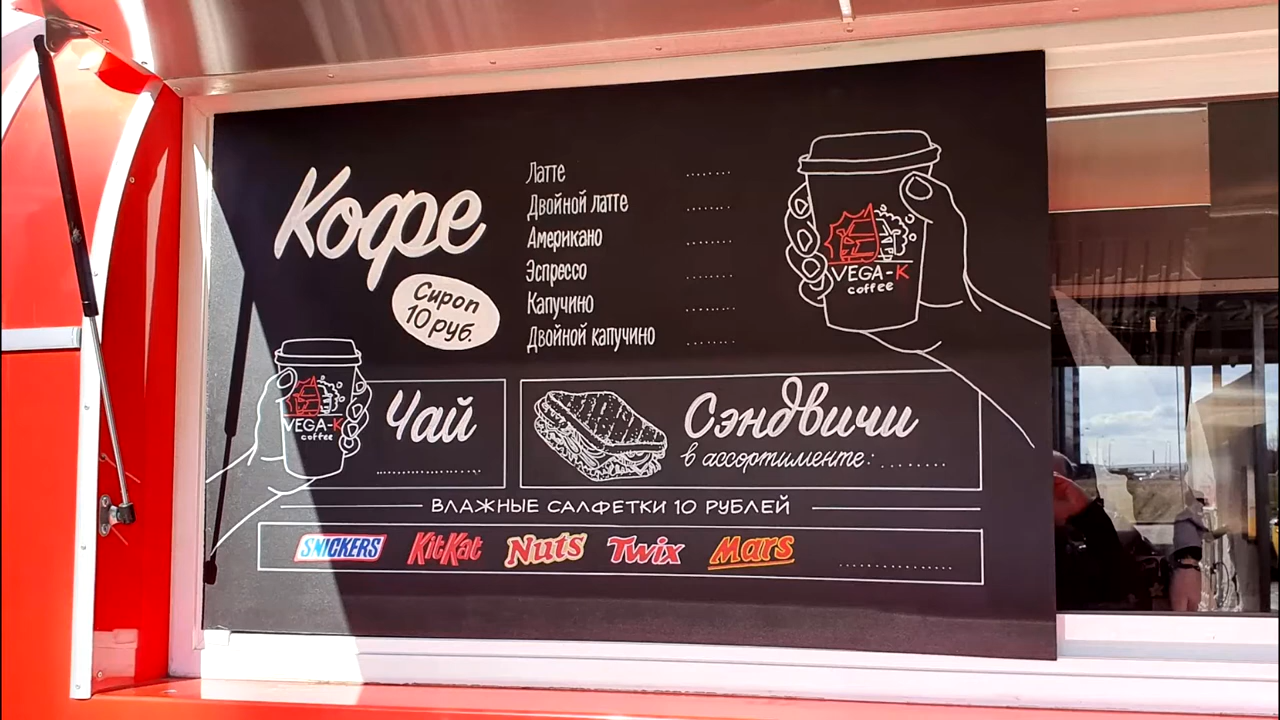 Кофе
Сироп
10 руб.
Латте .......
Двойной латте .......
Американо .......
Эспрессо .......
Капучино .......
Двойной капучино .......
VEGA-K
coffee
VEGA-K
coffee
Чай
....................
Сэндвичи
в ассортименте: ........
ВЛАЖНЫЕ САЛФЕТКИ 10 РУБЛЕЙ
SNICKERS KitKat Nuts Twix Mars .................